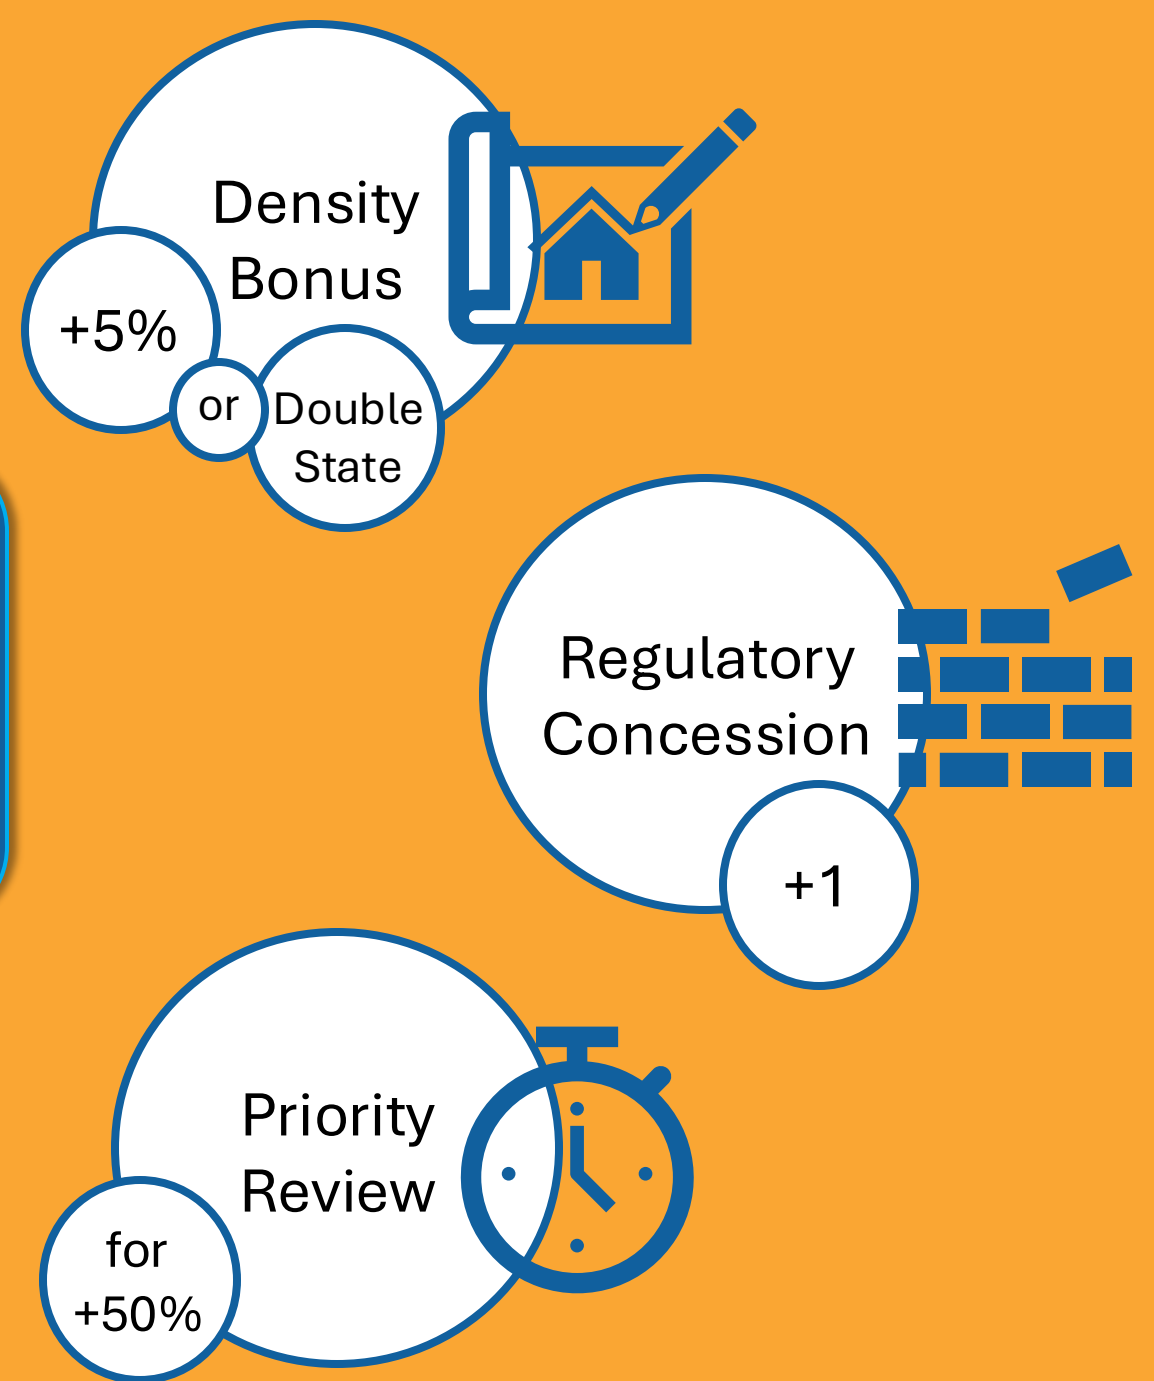 Density
Bonus
+5%
or
Double
State
Regulatory
Concession
+1
Priority
Review
for
+50%